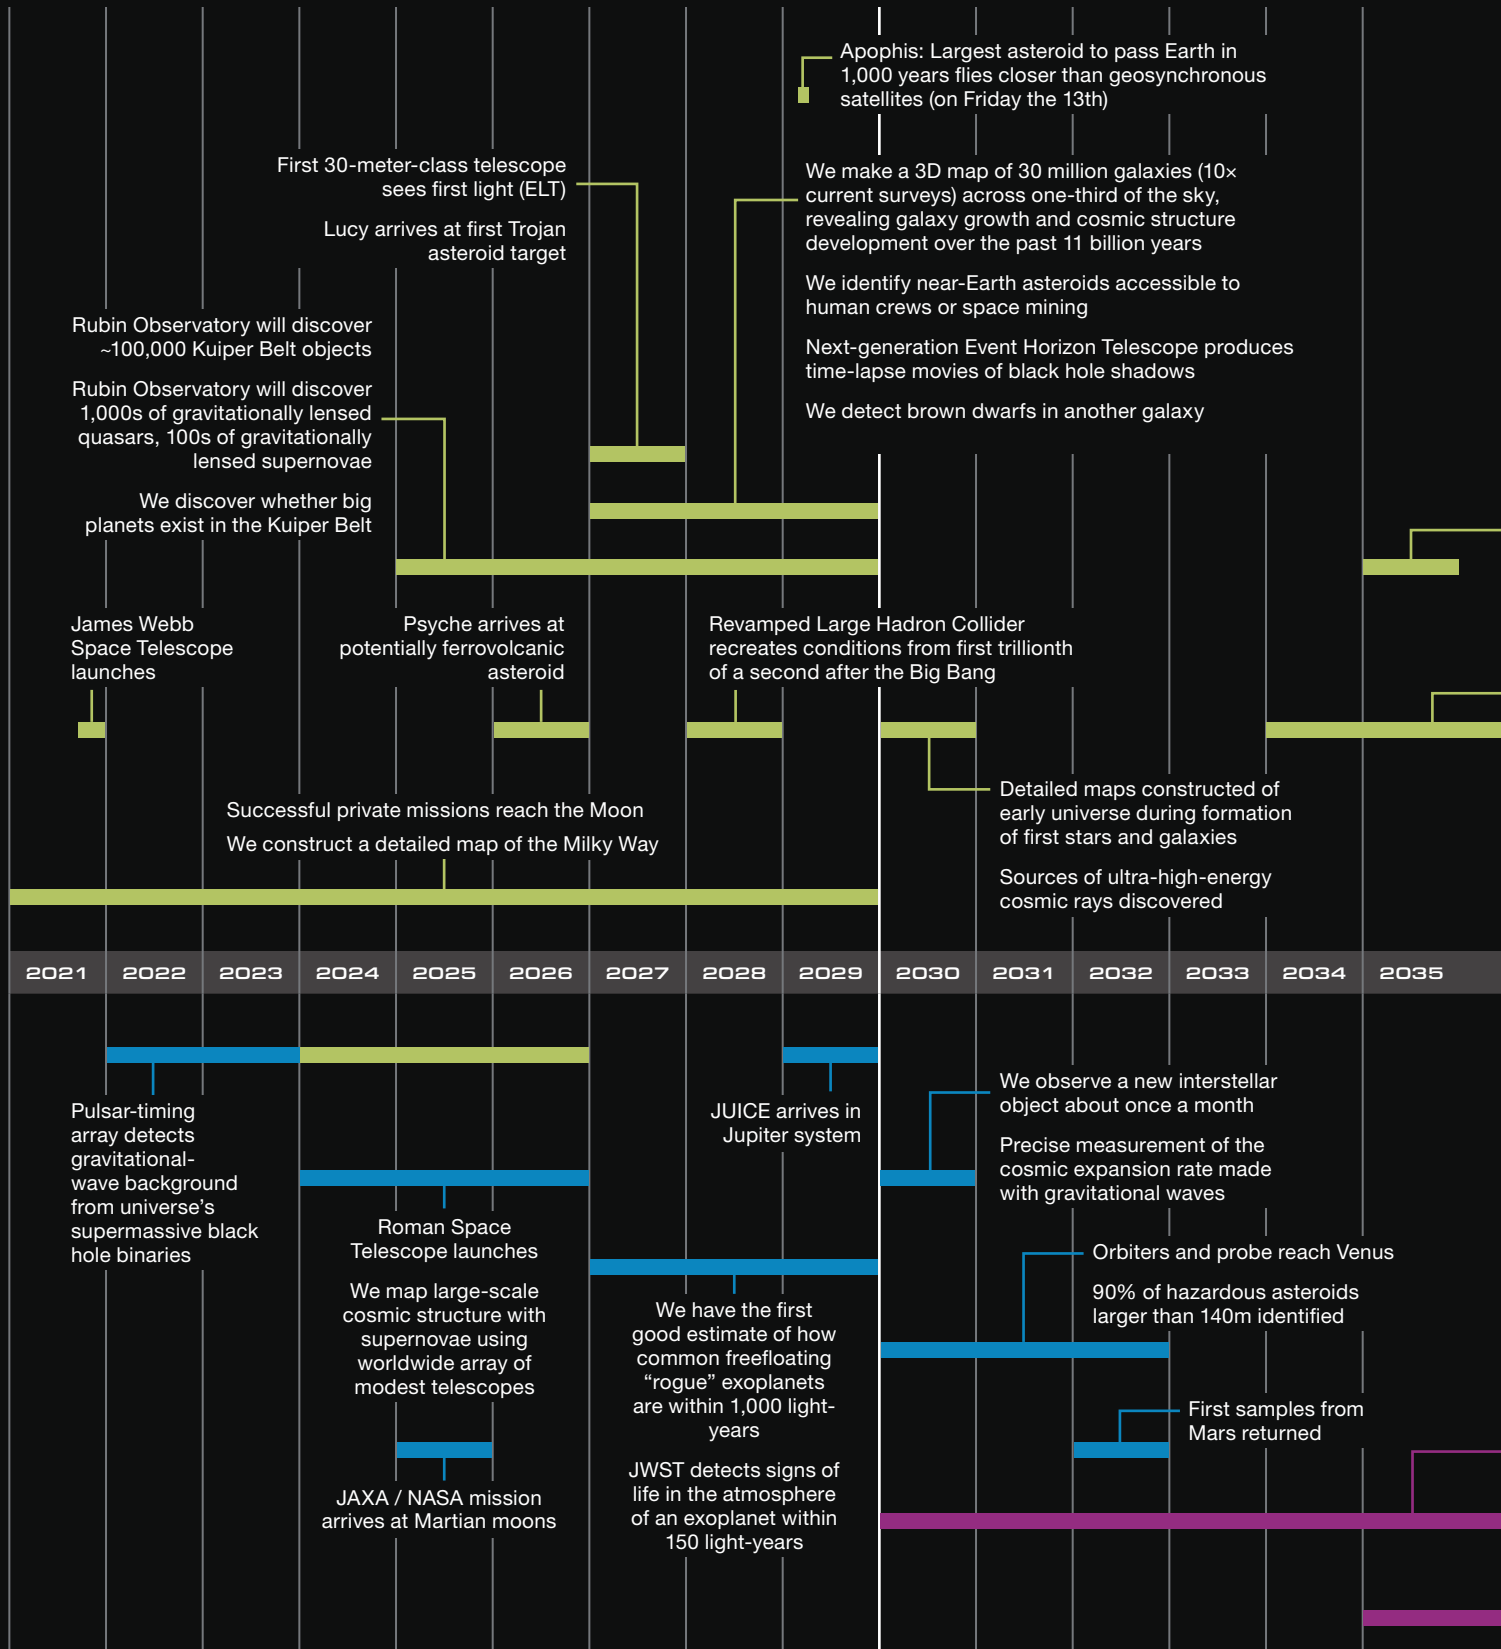 Apophis: Largest asteroid to pass Earth in
1,000 years flies closer than geosynchronous
satellites (on Friday the 13th)
First 30-meter-class telescope
sees first light (ELT)
Lucy arrives at first Trojan
asteroid target
We make a 3D map of 30 million galaxies (10×
current surveys) across one-third of the sky,
revealing galaxy growth and cosmic structure
development over the past 11 billion years
We identify near-Earth asteroids accessible to
human crews or space mining
Next-generation Event Horizon Telescope produces
time-lapse movies of black hole shadows
We detect brown dwarfs in another galaxy
Rubin Observatory will discover
~100,000 Kuiper Belt objects
Rubin Observatory will discover
1,000s of gravitationally lensed
quasars, 100s of gravitationally
lensed supernovae
We discover whether big
planets exist in the Kuiper Belt
James Webb
Space Telescope
launches
Psyche arrives at
potentially ferrovolcanic
asteroid
Revamped Large Hadron Collider
recreates conditions from first trillionth
of a second after the Big Bang
Detailed maps constructed of
early universe during formation
of first stars and galaxies
Sources of ultra-high-energy
cosmic rays discovered
Successful private missions reach the Moon
We construct a detailed map of the Milky Way
2021 2022 2023 2024 2025 2026 2027 2028 2029 2030 2031 2032 2033 2034 2035
Pulsar-timing
array detects
gravitational-
wave background
from universe's
supermassive black
hole binaries
Roman Space
Telescope launches
We map large-scale
cosmic structure with
supernovae using
worldwide array of
modest telescopes
JAXA / NASA mission
arrives at Martian moons
JUICE arrives in
Jupiter system
We have the first
good estimate of how
common freefloating
“rogue” exoplanets
are within 1,000 light-
years
JWST detects signs of
life in the atmosphere
of an exoplanet within
150 light-years
We observe a new interstellar
object about once a month
Precise measurement of the
cosmic expansion rate made
with gravitational waves
Orbiters and probe reach Venus
90% of hazardous asteroids
larger than 140m identified
First samples from
Mars returned